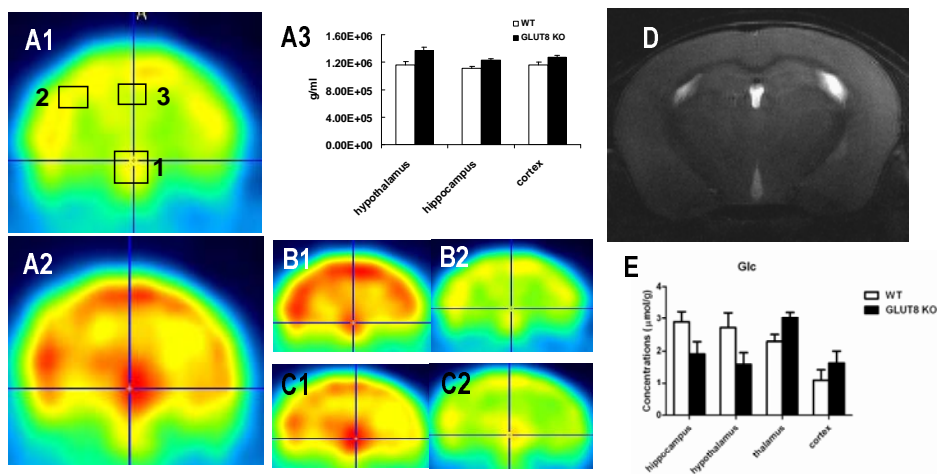 A
A1
2
3
1
A3
WT
GLUT8 KO
1.60E+06
1.20E+06
8.00E+05
4.00E+05
0.00E+00
g/ml
hypothalamus
hippocampus
cortex
D
A2
B1
B2
C1
C2
E
Glc
WT
GLUT8 KO
4
3
2
1
0
Concentrations (µmol/g)
hippocampus
hypothalamus
thalamus
cortex